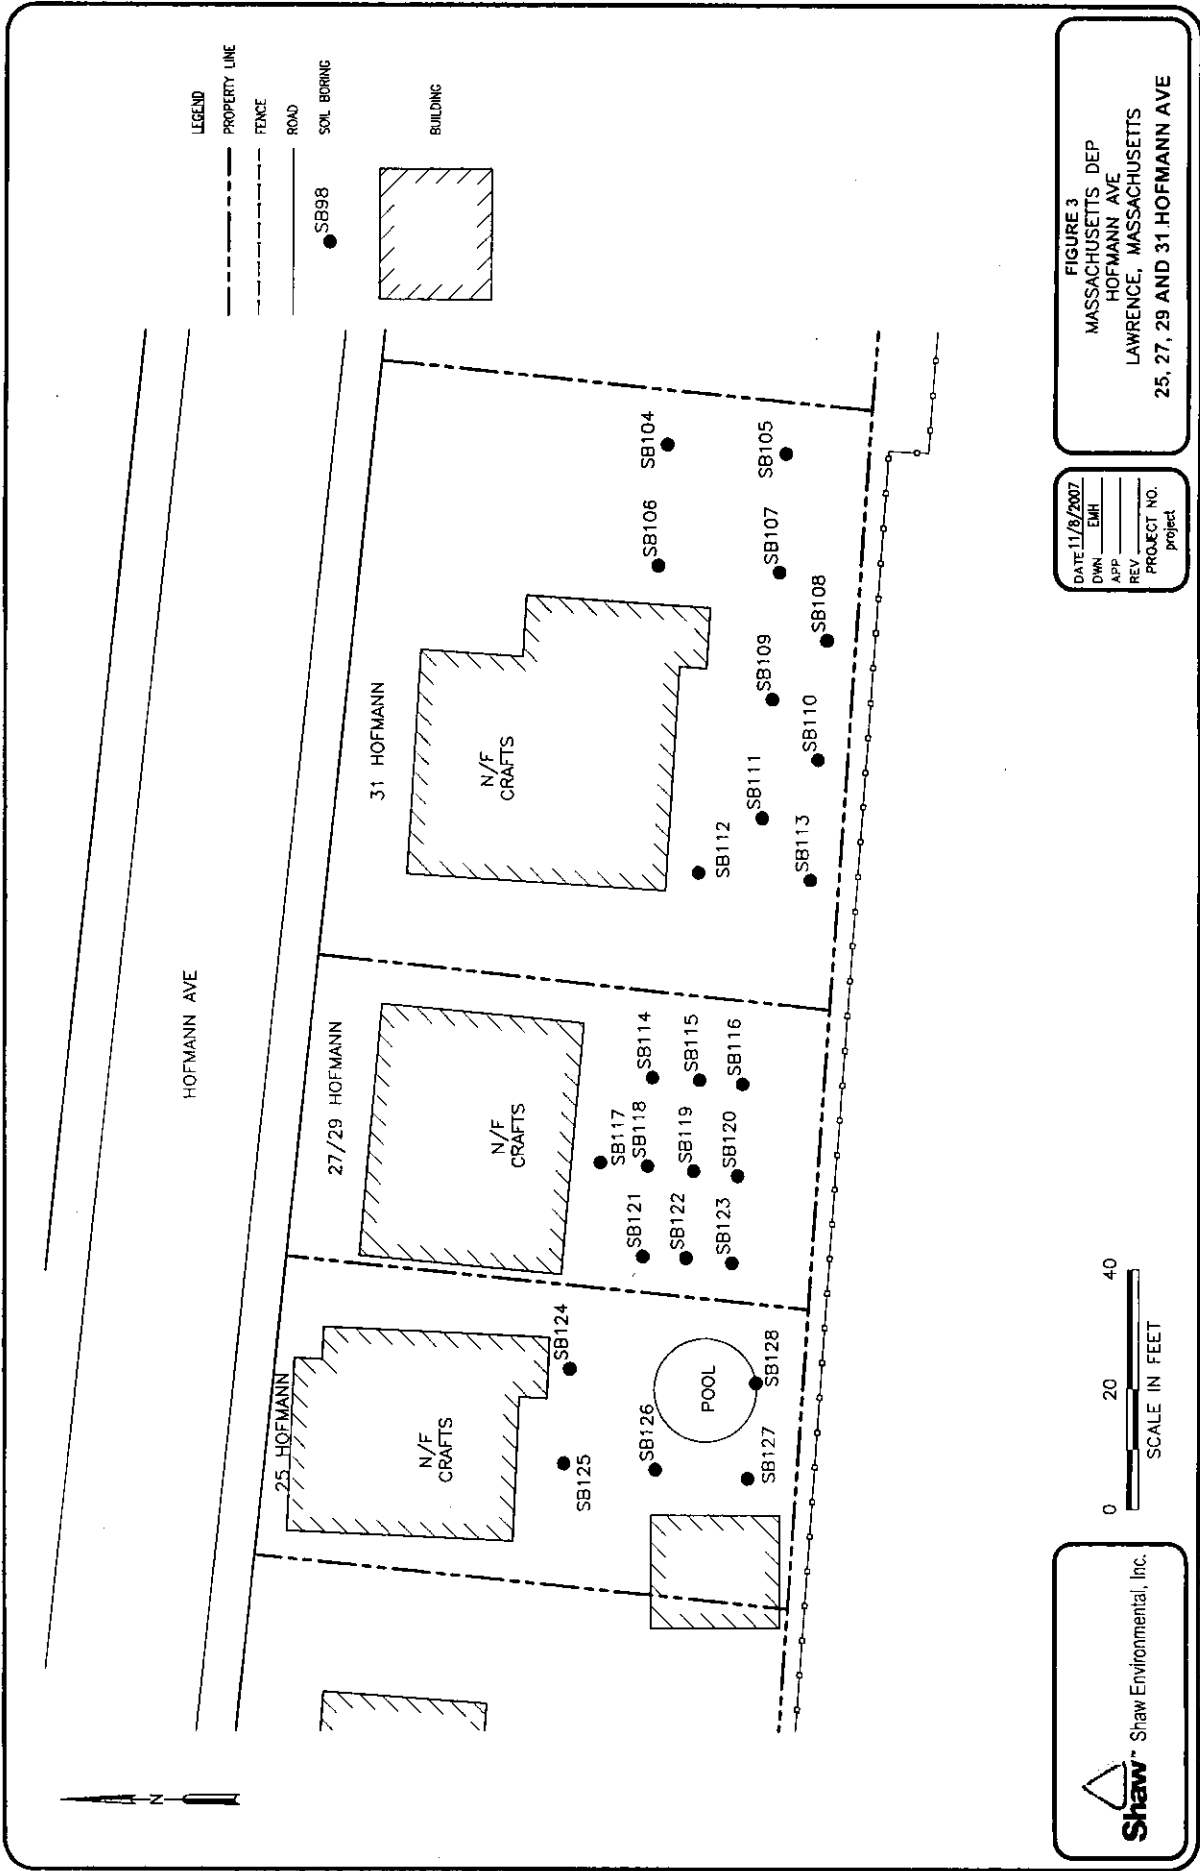 LEGEND
PROPERTY LINE
FENCE
ROAD
SB98
SOIL BORING
BUILDING
HOFMANN AVE
25 HOFMANN
27/29 HOFMANN
31 HOFMANN
N/F
CRAFTS
N/F
CRAFTS
N/F
CRAFTS
SB124
SB125
SB126
SB127
SB128
POOL
SB117
SB118
SB114
SB121
SB119
SB115
SB122
SB120
SB116
SB123
SB112
SB111
SB113
SB109
SB110
SB106
SB104
SB107
SB105
SB108
N
Shaw™ Shaw Environmental, Inc.
0 20 40
SCALE IN FEET
DATE 11/8/2007
DWN EMH
APP
REV
PROJECT NO.
project
FIGURE 3
MASSACHUSETTS DEP
HOFMANN AVE
LAWRENCE, MASSACHUSETTS
25, 27, 29 AND 31 HOFMANN AVE